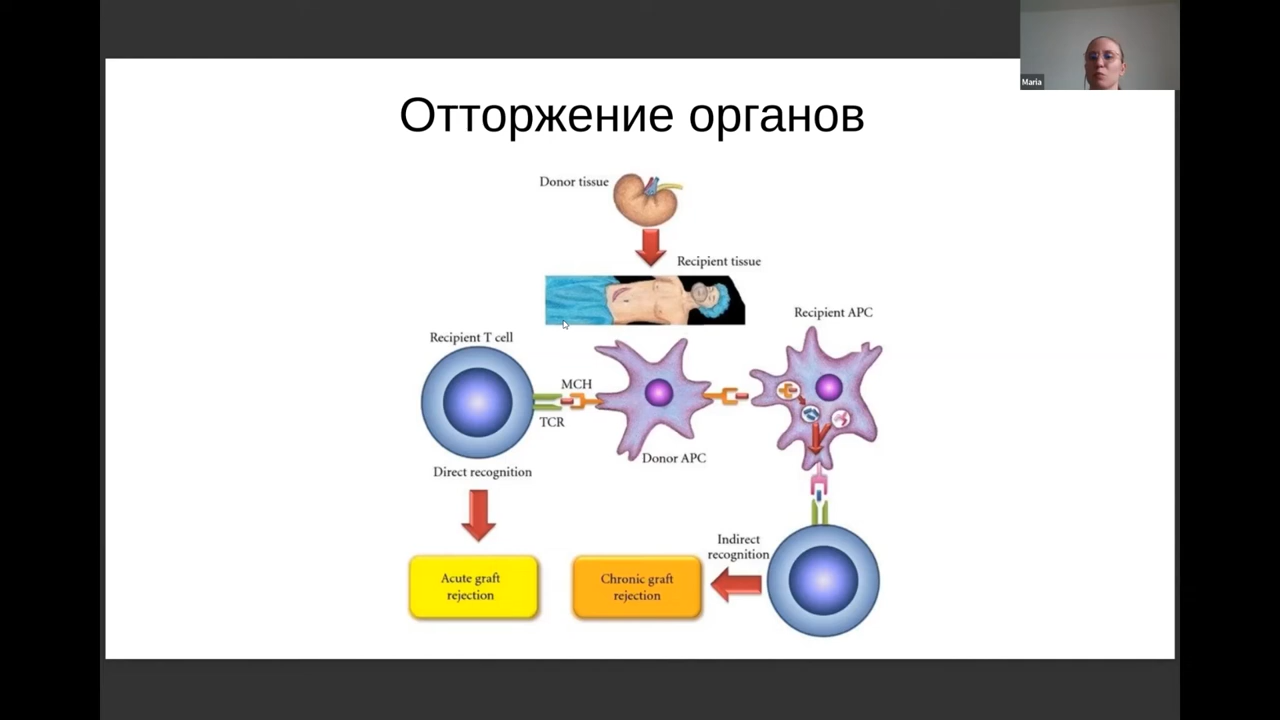 Maria
Отторжение органов
Donor tissue
Recipient tissue
Recipient APC
Recipient T cell
MCH
TCR
Donor APC
Direct recognition
Indirect
recognition
Acute graft
rejection
Chronic graft
rejection